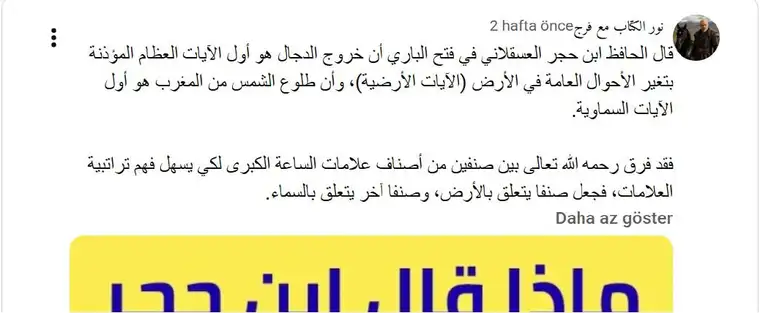 نور الكتاب مع فرج 2 hafta önce
قال الحافظ ابن حجر العسقلاني في فتح الباري أن خروج الدجال هو أول الآيات العظام المؤذنة
بتغير الأحوال العامة في الأرض (الآيات الأرضية)، وأن طلوع الشمس من المغرب هو أول
الآيات السماوية.
فقد فرق رحمه الله تعالى بين صنفين من أصناف علامات الساعة الكبرى لكي يسهل فهم تراتبية
العلامات، فجعل صنفا يتعلق بالأرض، وصنفا آخر يتعلق بالسماء.
Daha az göster
ماذا قال ابن حجر